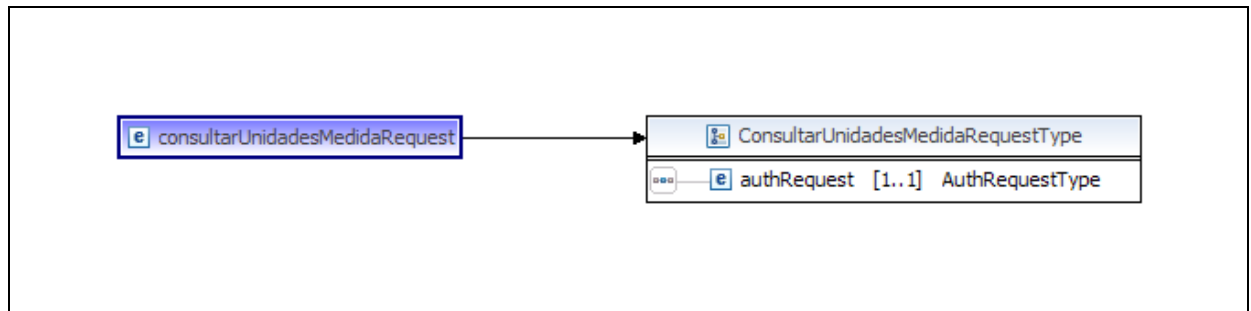 e consultarUnidadesMedidaRequest
ConsultarUnidadesMedidaRequestType
e authRequest [1..1] AuthRequestType